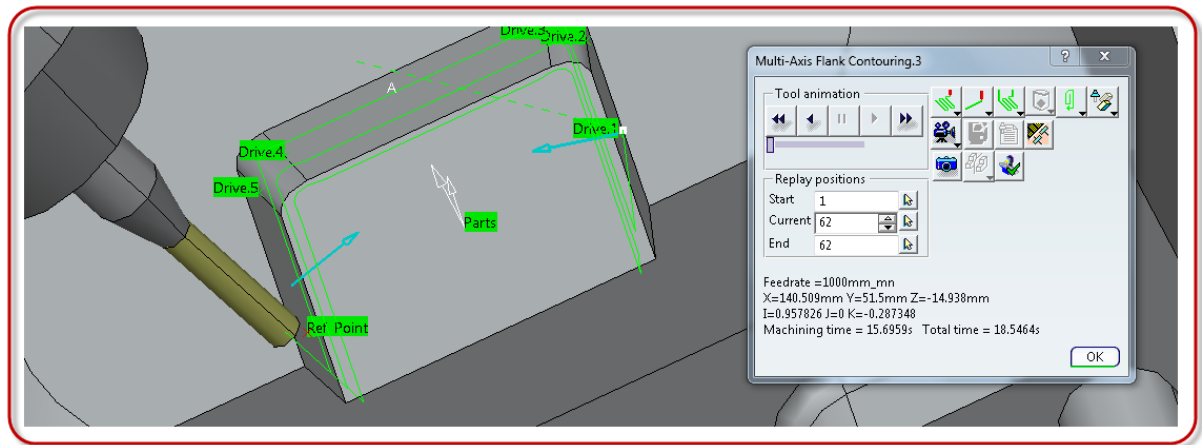 Drive.3
Drive.2
A
Drive.1
Drive.4
Drive.5
Parts
Ref Point
Multi-Axis Flank Contouring.3
Tool animation
Replay positions
Start 1
Current 62
End 62
Feedrate =1000mm_mn
X=140.509mm Y=51.5mm Z=-14.938mm
I=0.957826 J=0 K=-0.287348
Machining time = 15.6959s Total time = 18.5464s
OK